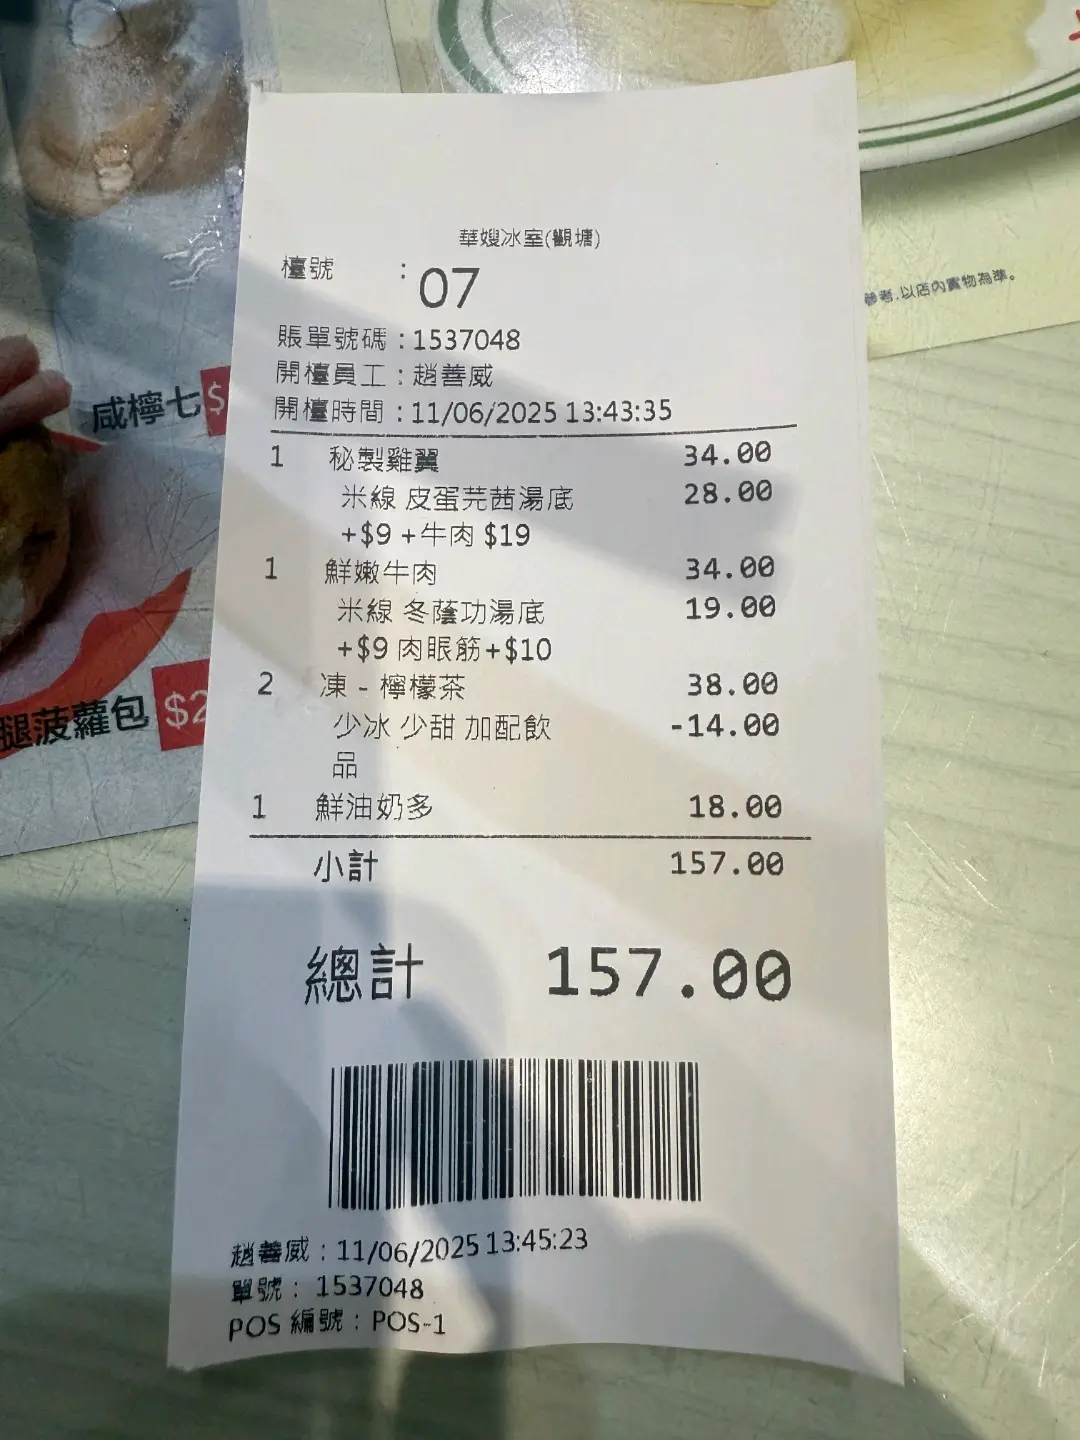 華嫂冰室(觀塘)
檯號 : 07
賬單號碼 : 1537048
開檯員工 : 趙善威
開檯時間 : 11/06/2025 13:43:35
1 秘製雞翼 34.00
米線 皮蛋芫茜湯底 28.00
+$9 +牛肉 $19
1 鮮嫩牛肉 34.00
米線 冬蔭功湯底 19.00
+$9 肉眼筋+$10
2 凍 - 檸檬茶 38.00
少冰 少甜 加配飲 -14.00
品
1 鮮油奶多 18.00
小計 157.00
總計 157.00
趙善威 : 11/06/2025 13:45:23
單號 : 1537048
POS 編號 : POS-1
咸檸七 $
腿菠蘿包 $2
參考,以店內實物為準。